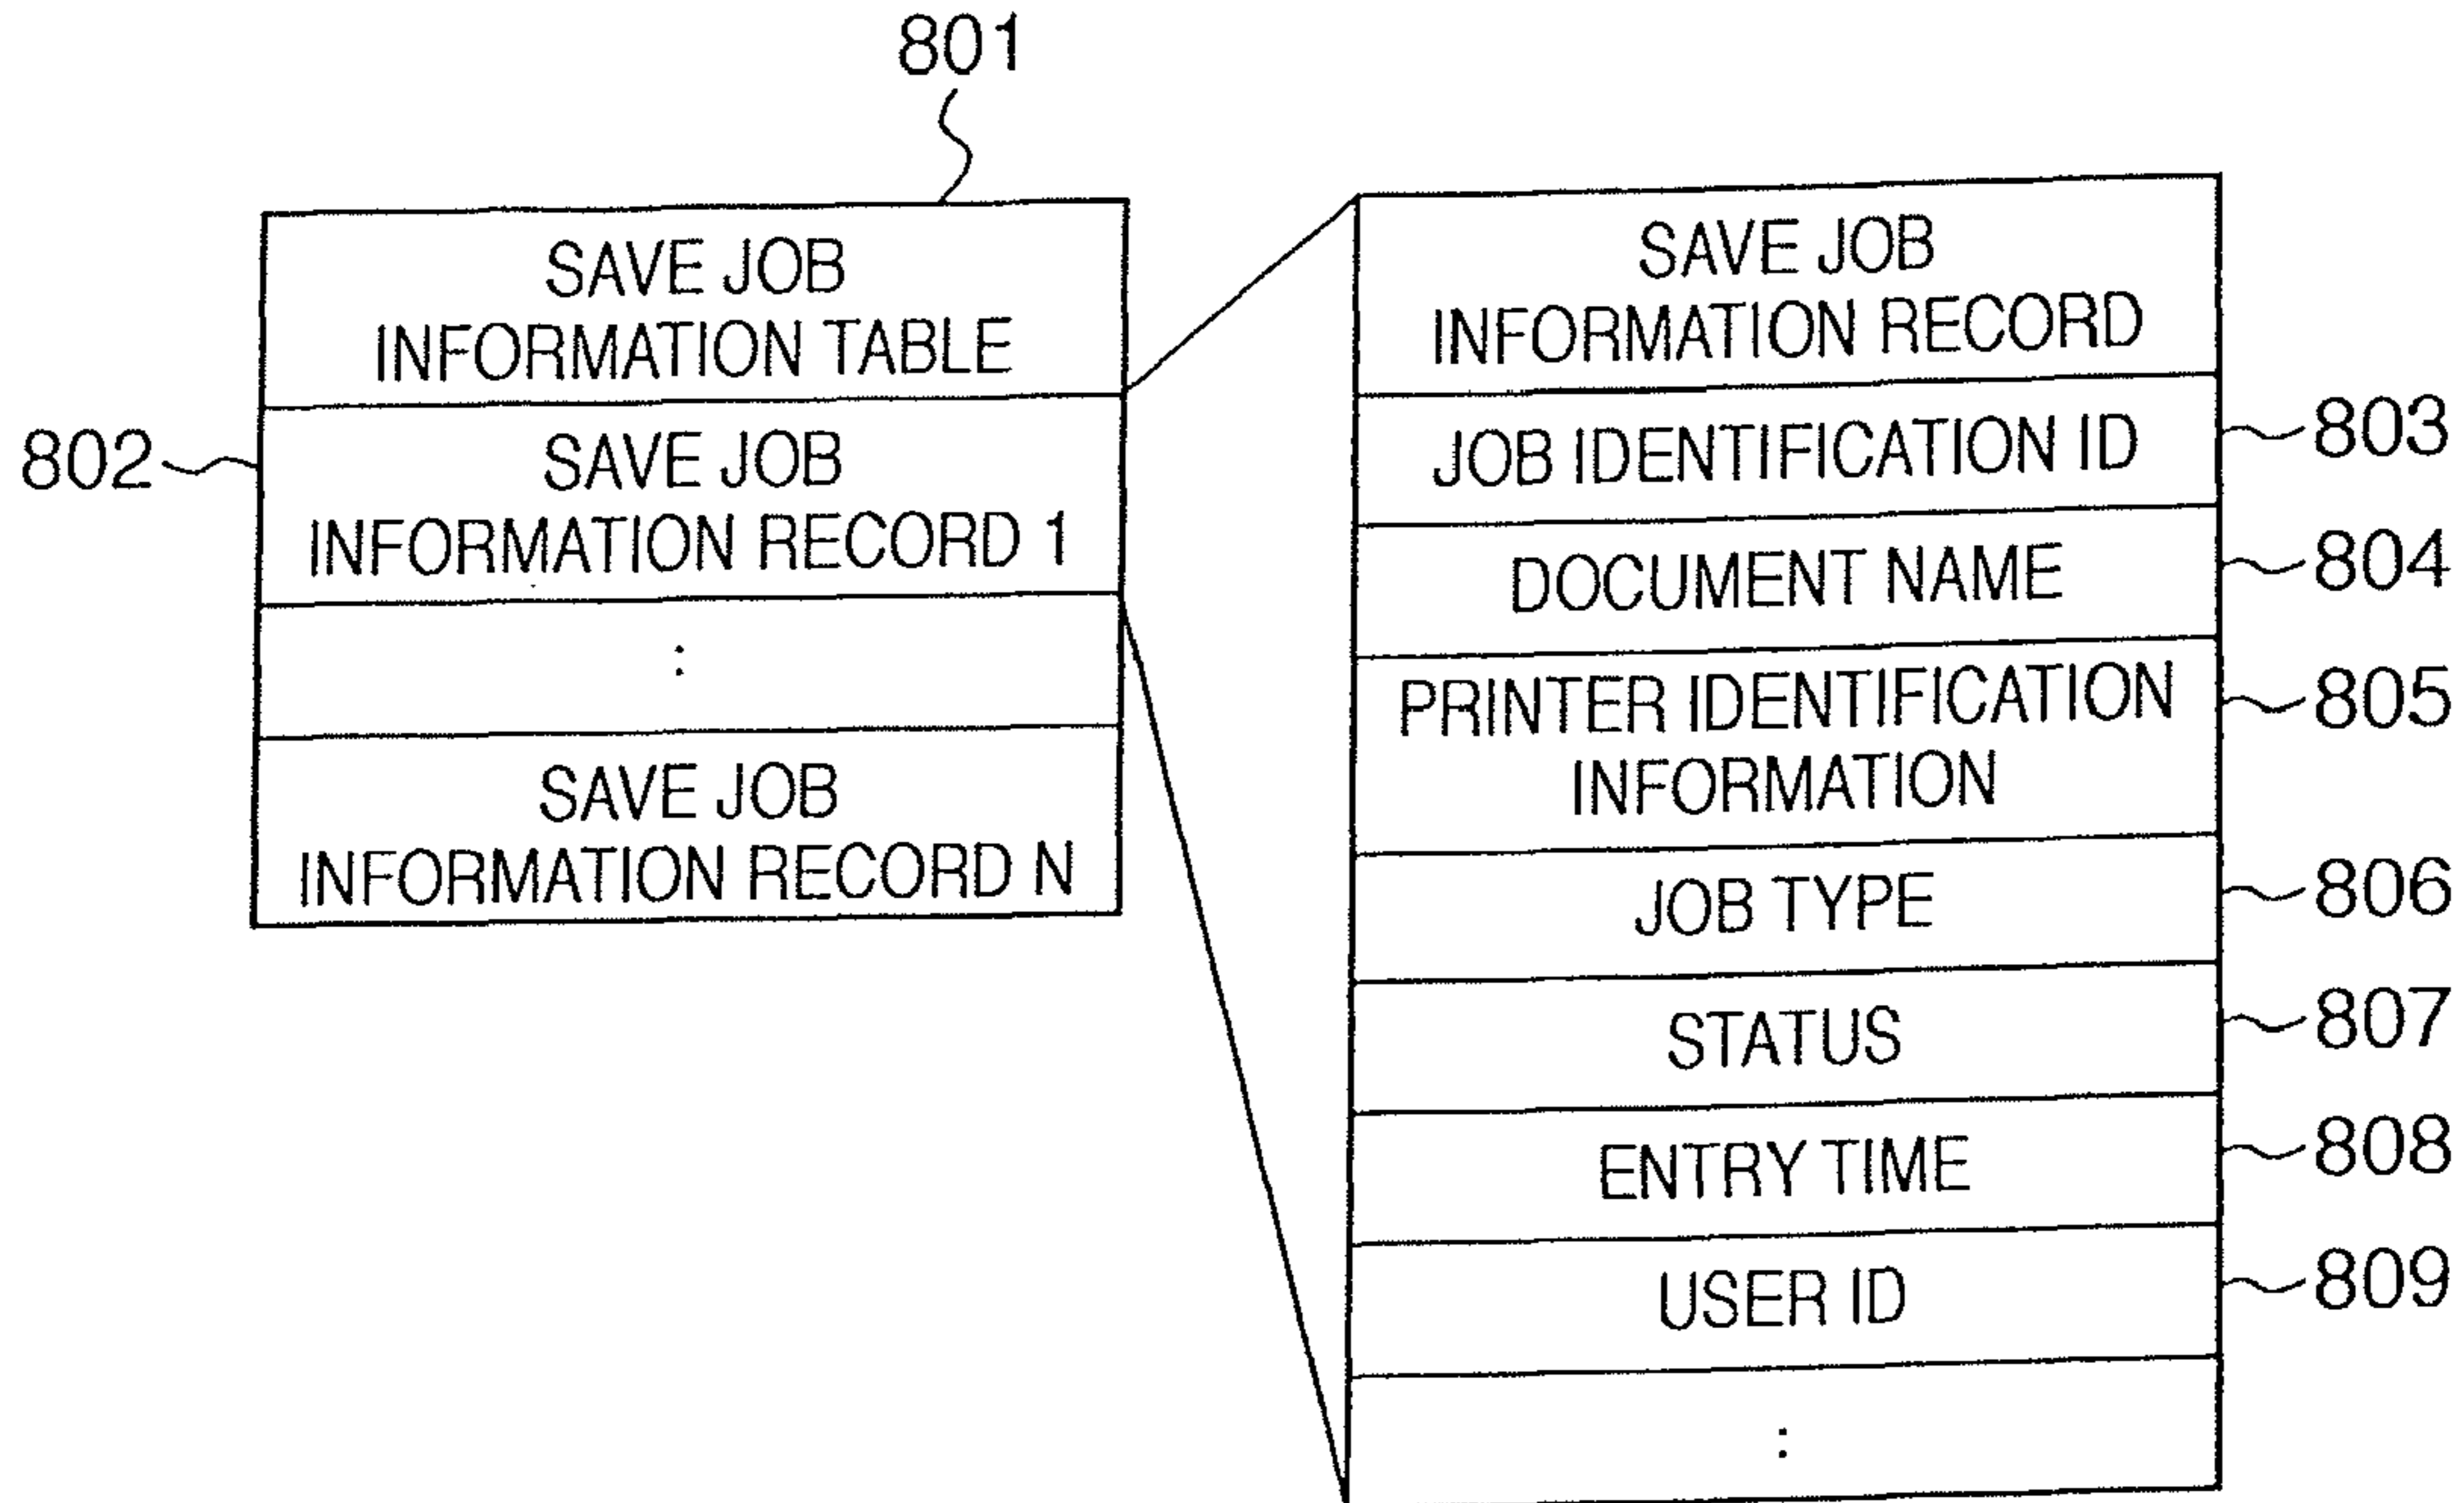 801
SAVE JOB
INFORMATION TABLE
802
SAVE JOB
INFORMATION RECORD 1
:
SAVE JOB
INFORMATION RECORD N
SAVE JOB
INFORMATION RECORD
JOB IDENTIFICATION ID
803
DOCUMENT NAME
804
PRINTER IDENTIFICATION
INFORMATION
805
JOB TYPE
806
STATUS
807
ENTRY TIME
808
USER ID
809
: